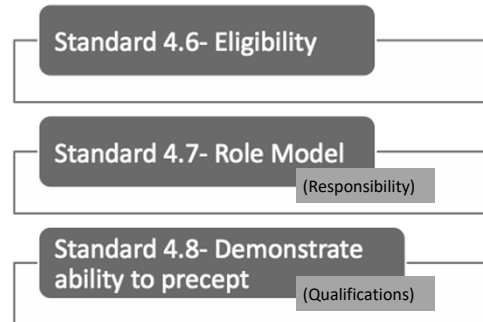 Standard 4.6- Eligibility
Standard 4.7- Role Model
(Responsibility)
Standard 4.8- Demonstrate
ability to precept
(Qualifications)